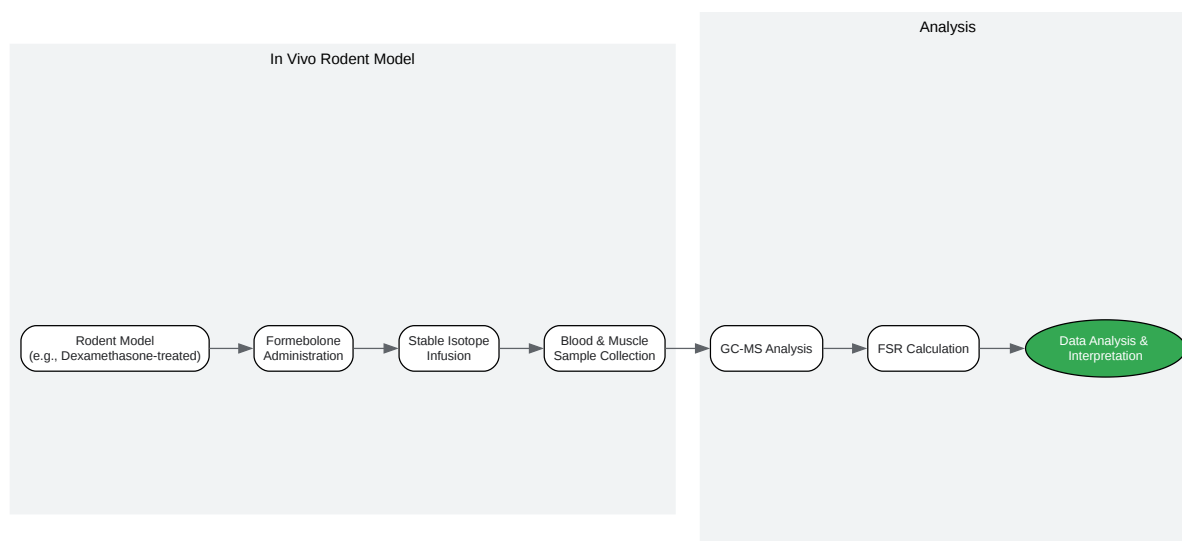 Analysis
In Vivo Rodent Model
Rodent Model
(e.g., Dexamethasone-treated)
Formebolone
Administration
Stable Isotope
Infusion
Blood & Muscle
Sample Collection
GC-MS Analysis
FSR Calculation
Data Analysis &
Interpretation